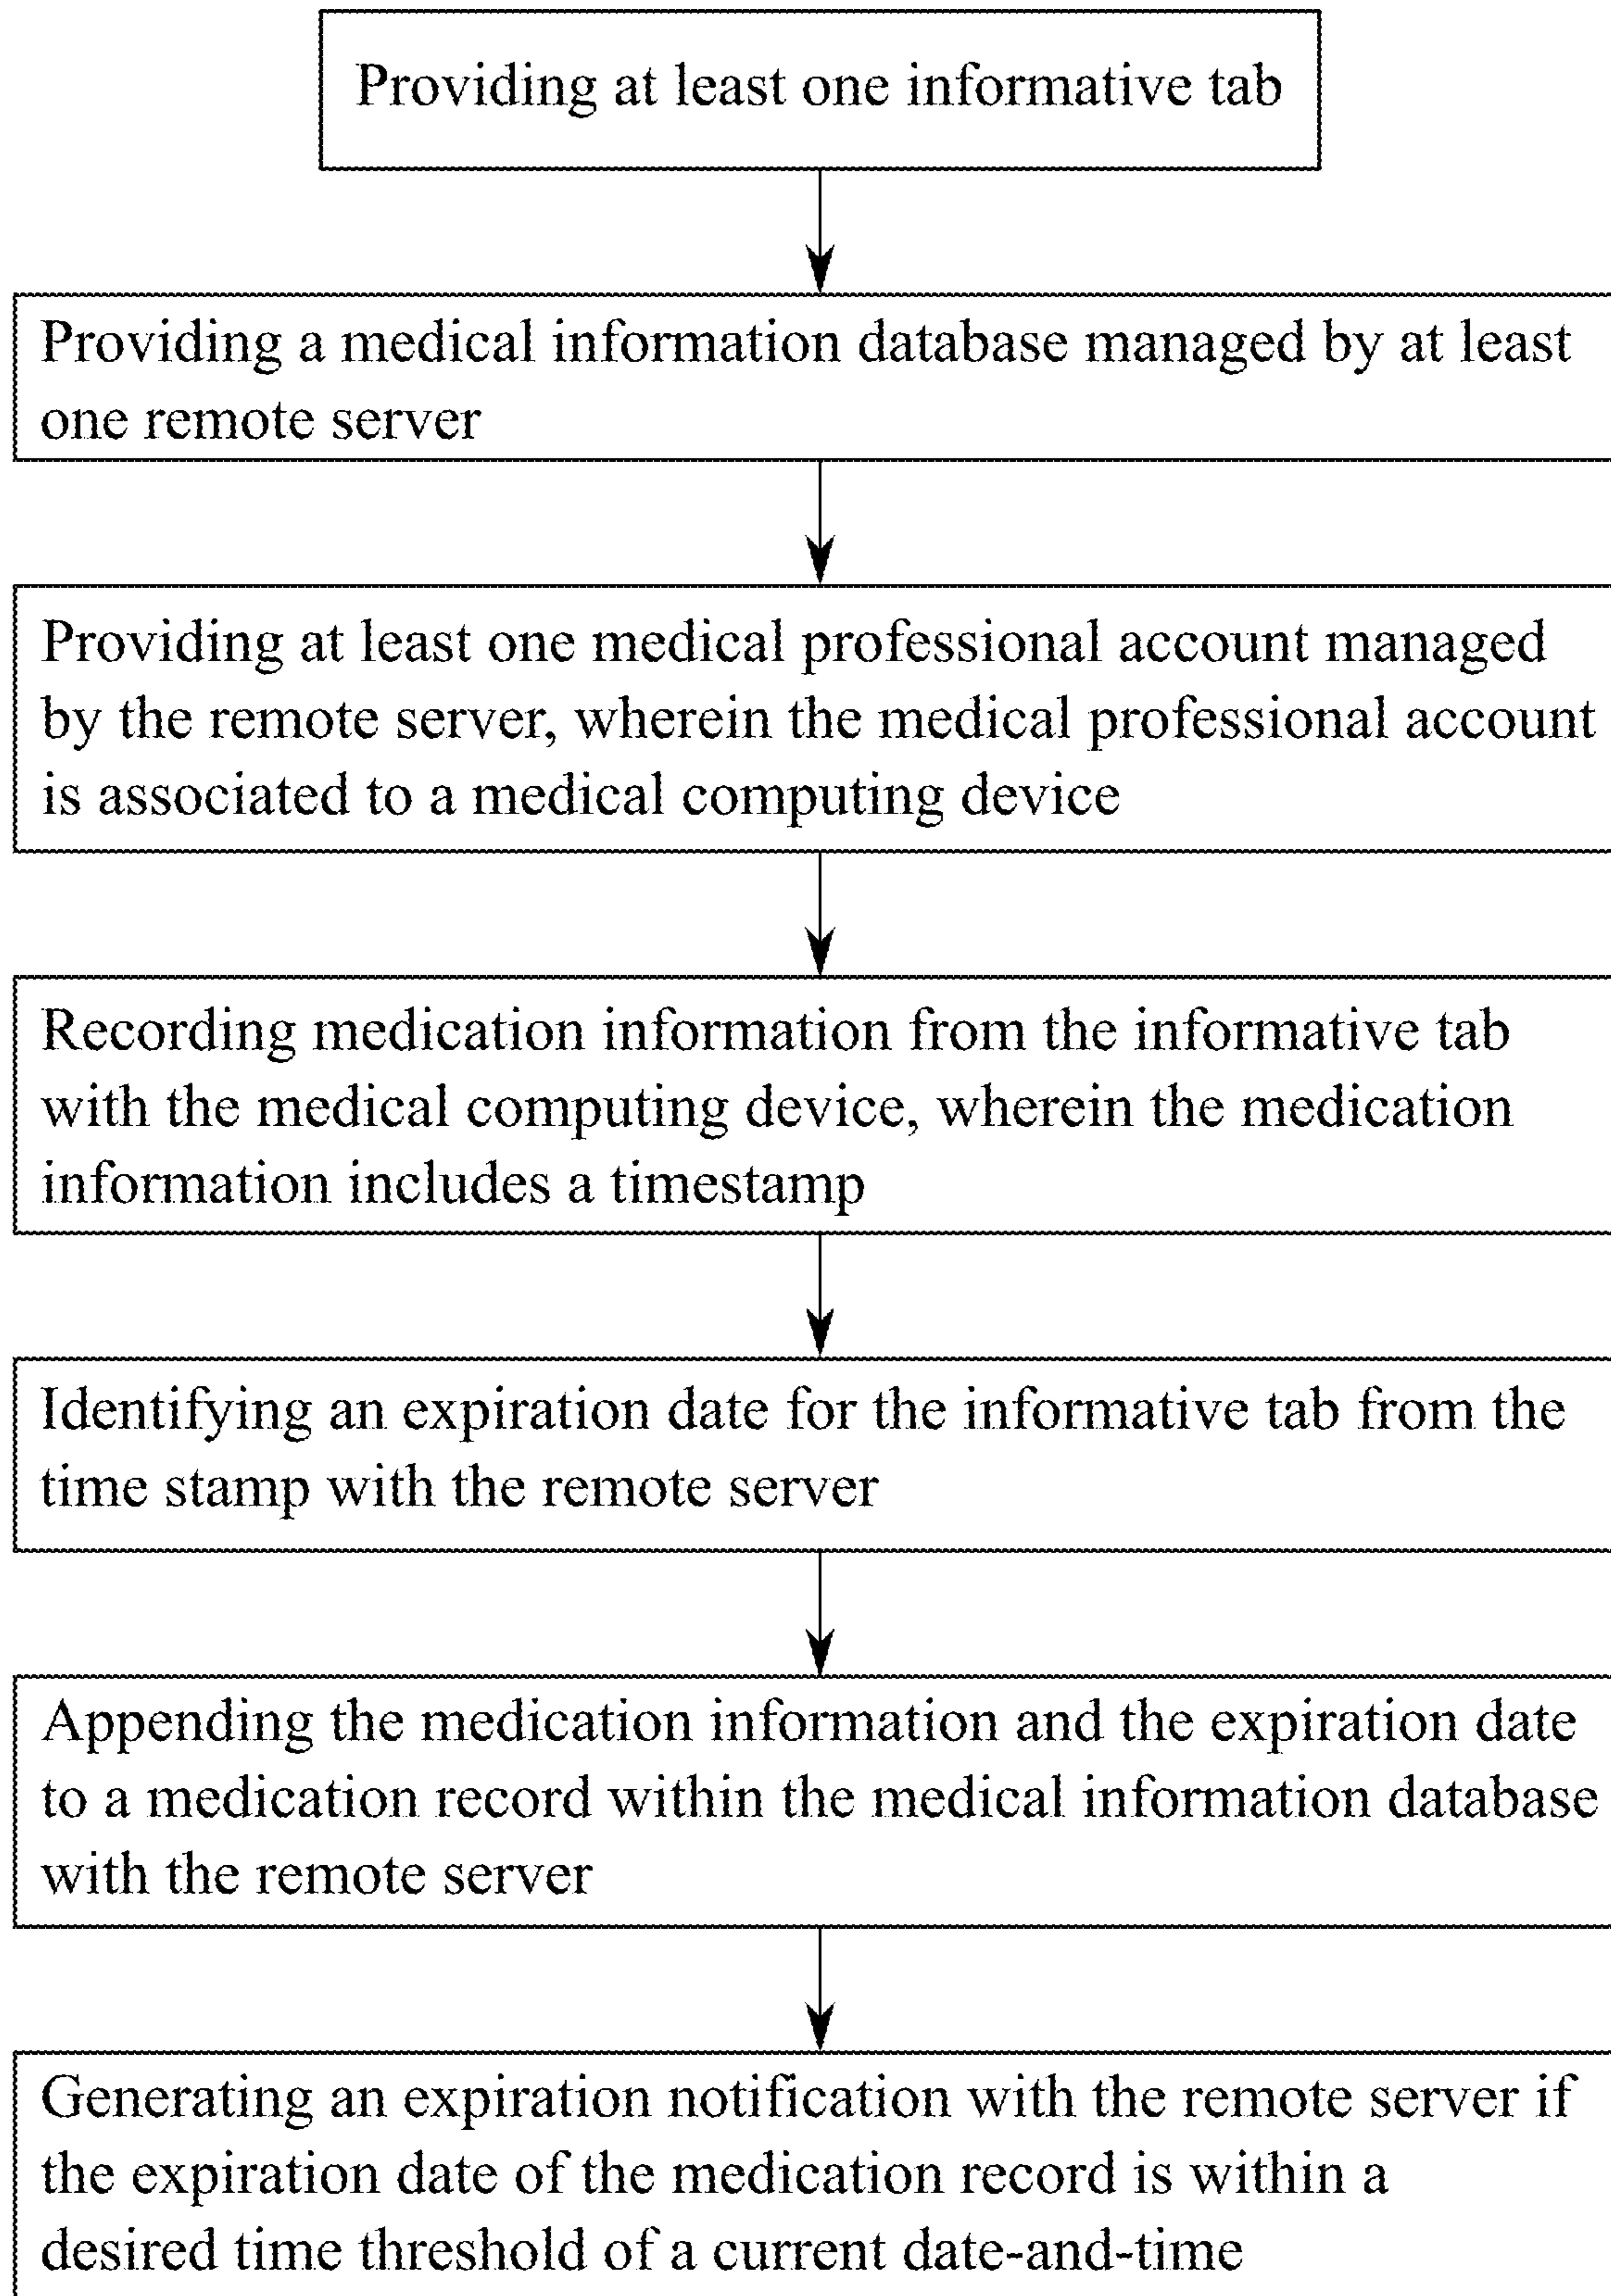 Providing at least one informative tab
Providing a medical information database managed by at least
one remote server
Providing at least one medical professional account managed
by the remote server, wherein the medical professional account
is associated to a medical computing device
Recording medication information from the informative tab
with the medical computing device, wherein the medication
information includes a timestamp
Identifying an expiration date for the informative tab from the
time stamp with the remote server
Appending the medication information and the expiration date
to a medication record within the medical information database
with the remote server
Generating an expiration notification with the remote server if
the expiration date of the medication record is within a
desired time threshold of a current date-and-time